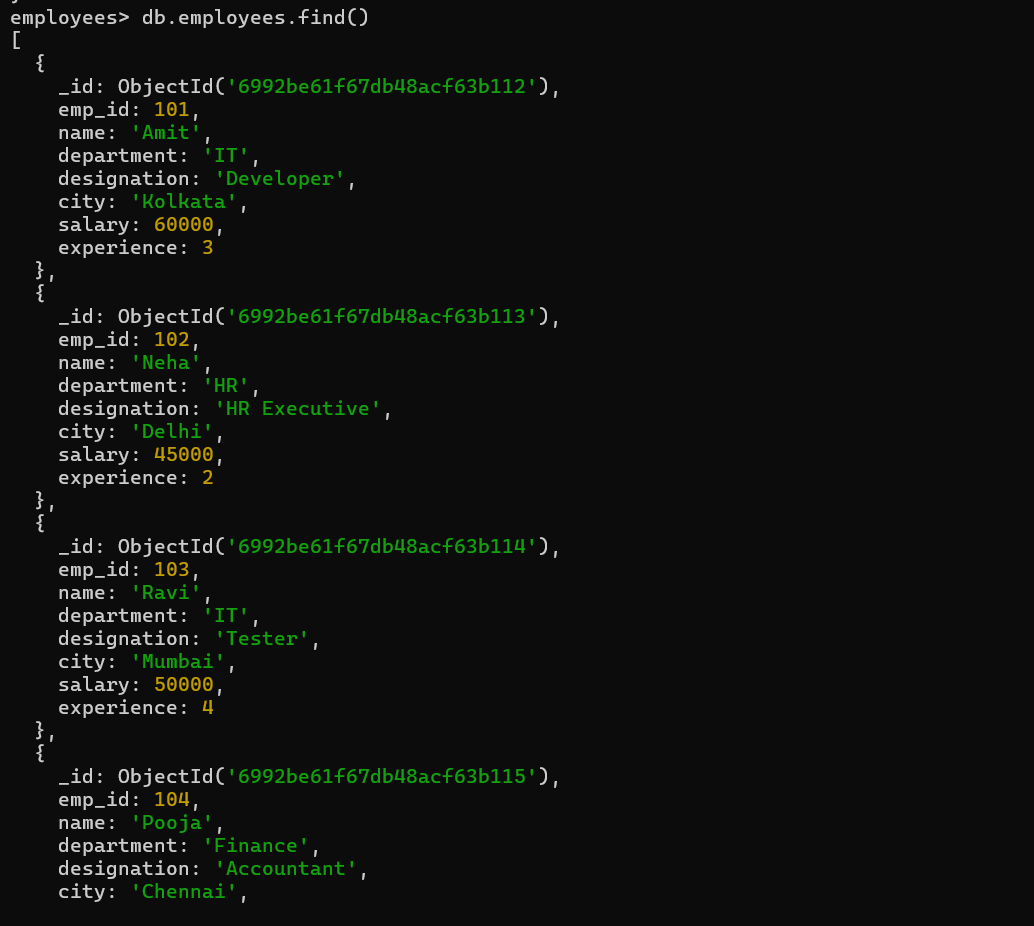 employees> db.employees.find()
[
  {
    _id: ObjectId('6992be61f67db48acf63b112'),
    emp_id: 101,
    name: 'Amit',
    department: 'IT',
    designation: 'Developer',
    city: 'Kolkata',
    salary: 60000,
    experience: 3
  },
  {
    _id: ObjectId('6992be61f67db48acf63b113'),
    emp_id: 102,
    name: 'Neha',
    department: 'HR',
    designation: 'HR Executive',
    city: 'Delhi',
    salary: 45000,
    experience: 2
  },
  {
    _id: ObjectId('6992be61f67db48acf63b114'),
    emp_id: 103,
    name: 'Ravi',
    department: 'IT',
    designation: 'Tester',
    city: 'Mumbai',
    salary: 50000,
    experience: 4
  },
  {
    _id: ObjectId('6992be61f67db48acf63b115'),
    emp_id: 104,
    name: 'Pooja',
    department: 'Finance',
    designation: 'Accountant',
    city: 'Chennai',